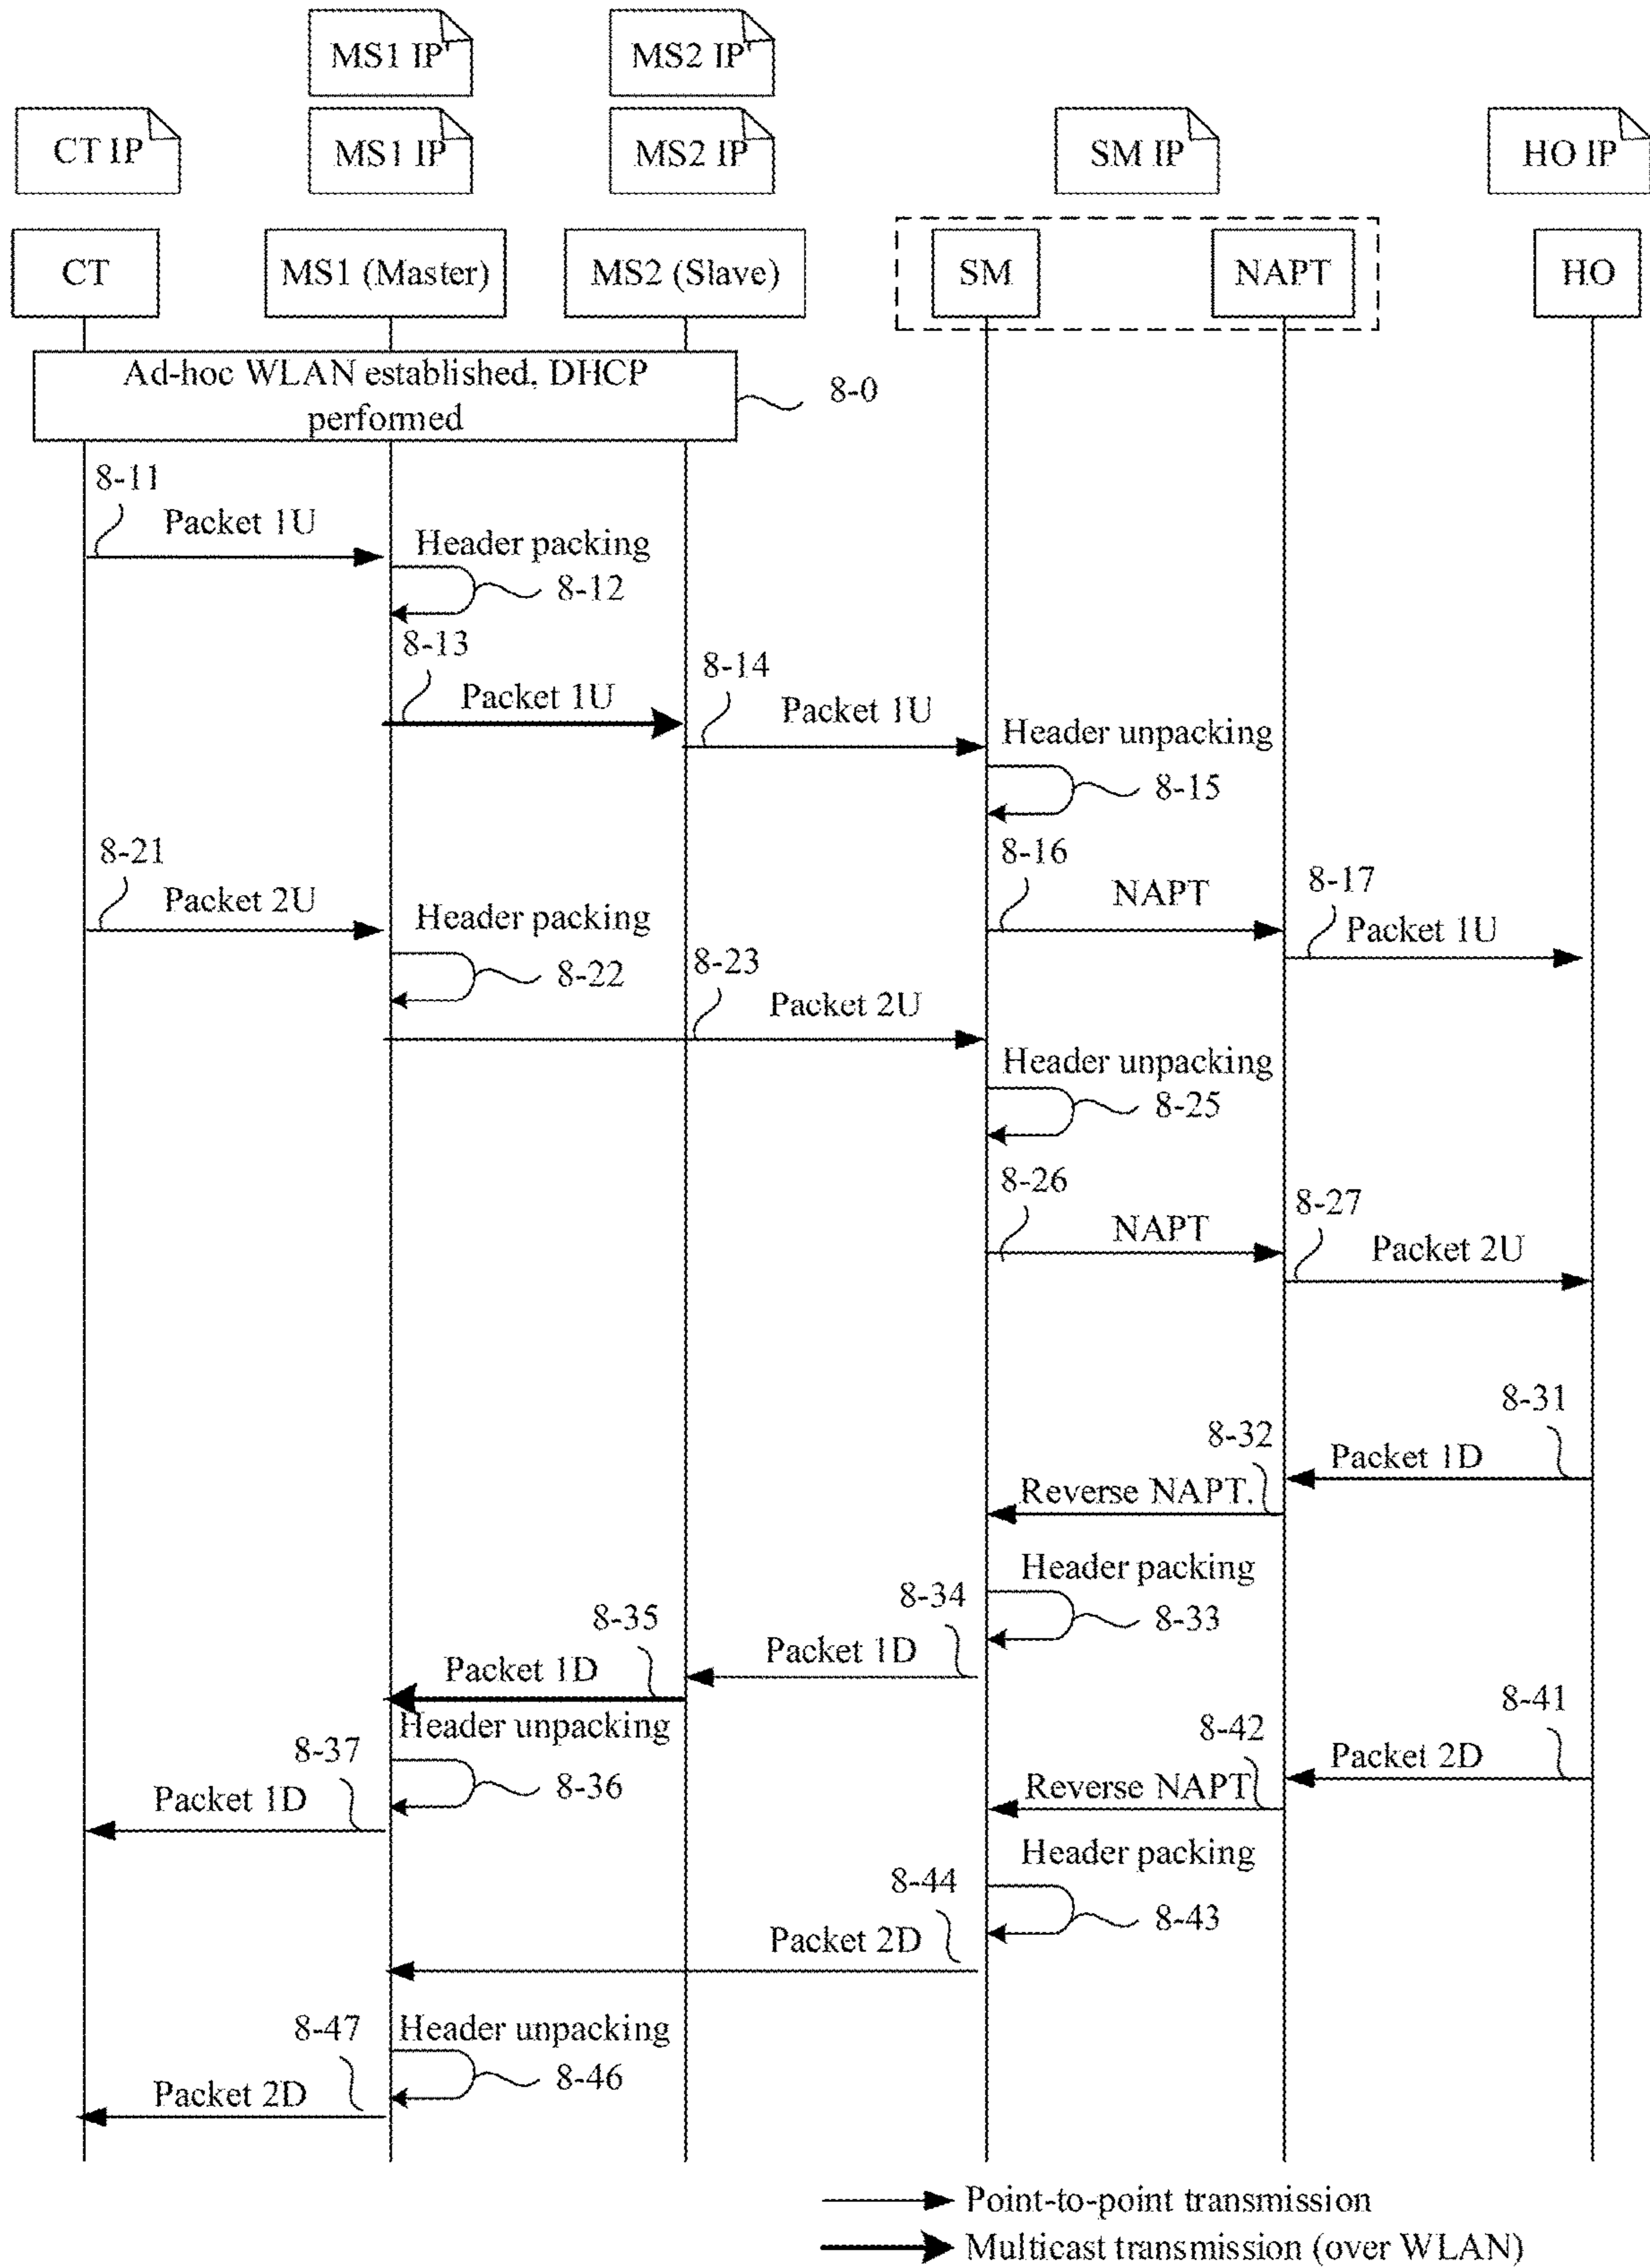 MS1 IP'
MS2 IP'
CT IP
MS1 IP
MS2 IP
SM IP
HO IP
CT
MS1 (Master)
MS2 (Slave)
SM
NAPT
HO
Ad-hoc WLAN established, DHCP
performed
8-0
8-11
Packet 1U
Header packing
8-12
8-13
Packet 1U
8-14
Packet 1U
Header unpacking
8-15
8-21
Packet 2U
8-16
NAPT
8-17
Packet 1U
Header packing
8-22
8-23
Packet 2U
Header unpacking
8-25
8-26
NAPT
8-27
Packet 2U
8-31
Packet 1D
8-32
Reverse NAPT.
Header packing
8-33
8-34
Packet 1D
8-35
Packet 1D
Header unpacking
8-36
8-37
Packet 1D
8-41
Packet 2D
8-42
Reverse NAPT
Header packing
8-43
8-44
Packet 2D
8-47
Header unpacking
8-46
Packet 2D
Point-to-point transmission
Multicast transmission (over WLAN)